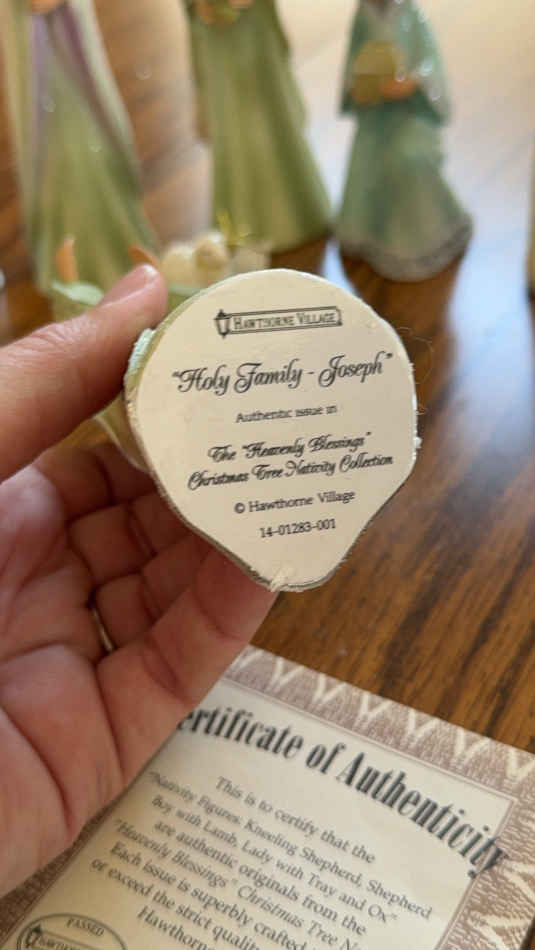 HAWTHORNE VILLAGE
"Holy Family - Joseph"
Authentic issue in
The "Heavenly Blessings"
Christmas Tree Nativity Collection
© Hawthorne Village
14-01283-001
Certificate of Authenticity
This is to certify that the
"Nativity Figures: Kneeling Shepherd, Shepherd
Boy with Lamb, Lady with Tray and Ox"
are authentic originals from the
"Heavenly Blessings" Christmas Tree
Each issue is superbly crafted
or exceed the strict quality
Hawthorne
PASSED